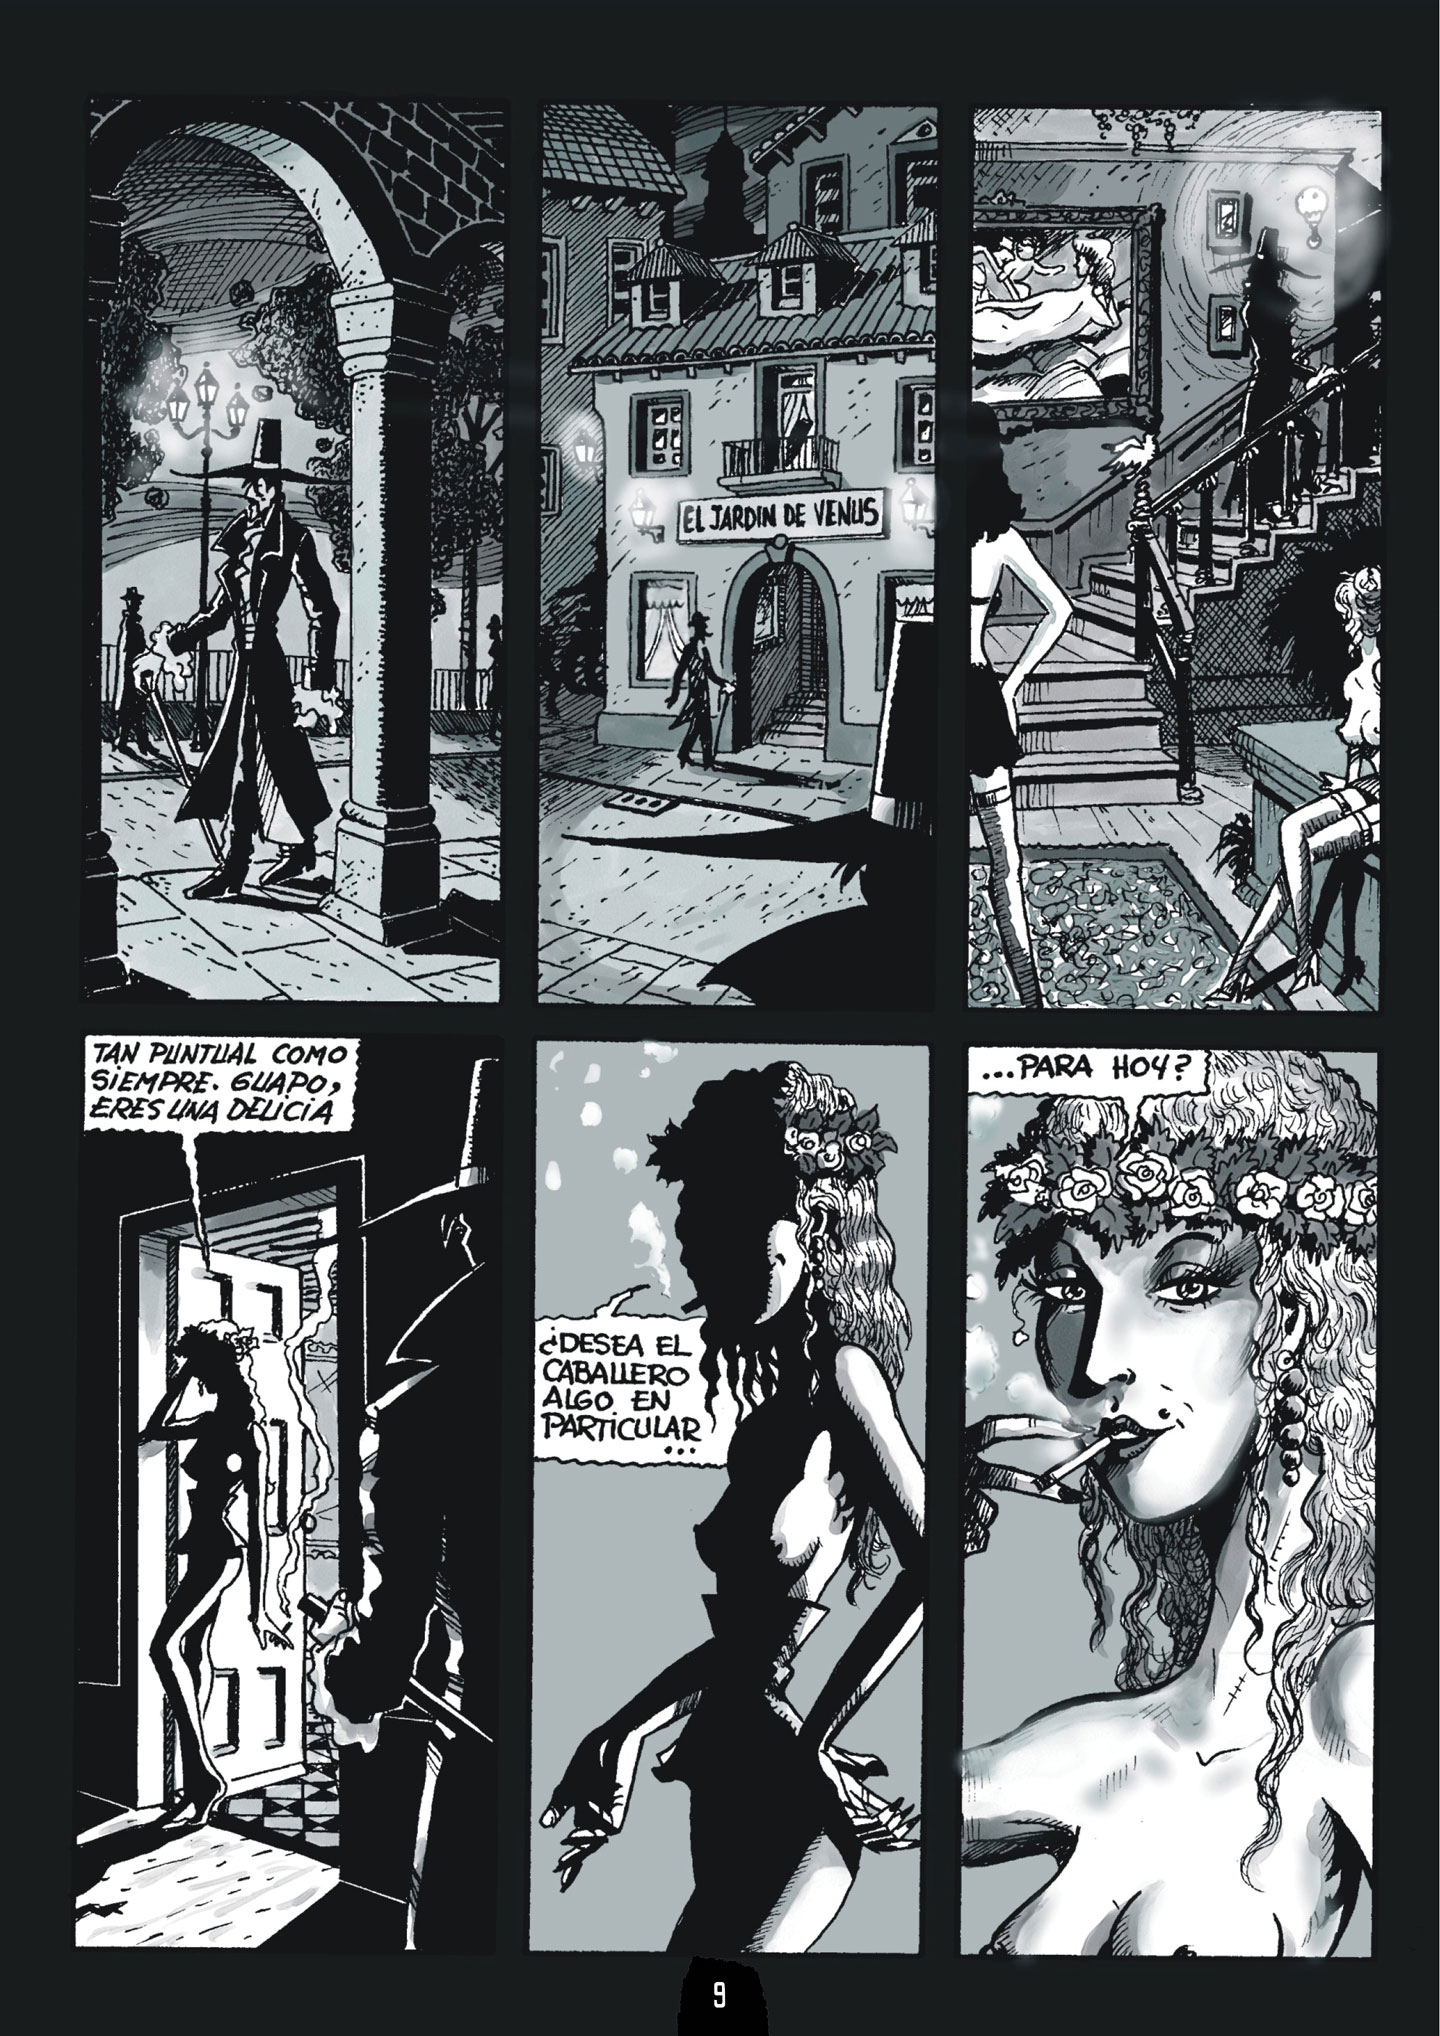 EL JARDIN DE VENUS
TAN PUNTUAL COMO
SIEMPRE. GUAPO,
ERES UNA DELICIA
¿DESEA EL
CABALLERO
ALGO EN
PARTICULAR
...
...PARA HOY?
9